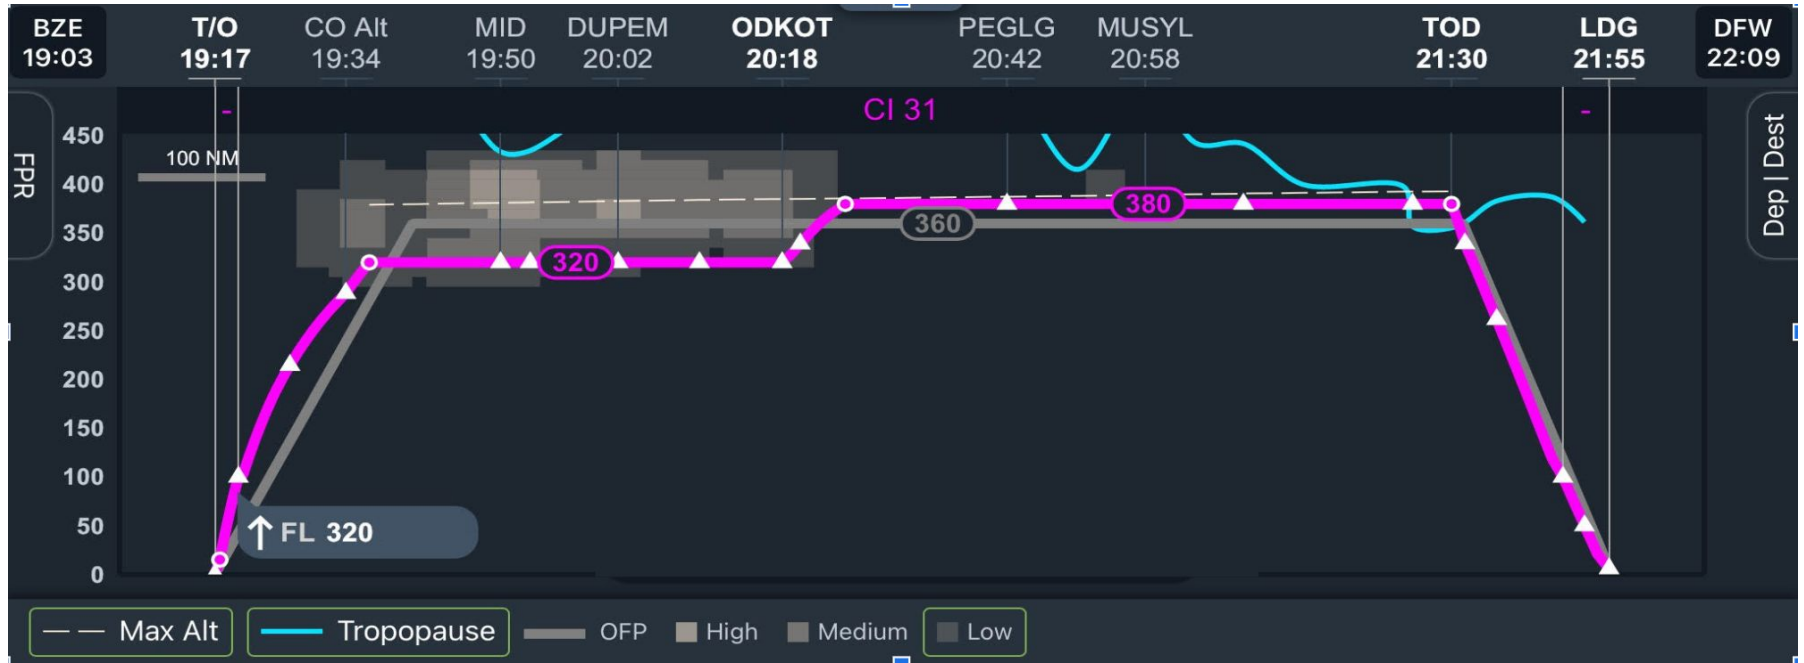 BZE
19:03
T/O
19:17
CO Alt
19:34
MID
19:50
DUPEM
20:02
ODKOT
20:18
PEGLG
20:42
MUSYL
20:58
TOD
21:30
LDG
21:55
DFW
22:09
- CI 31 -
FPR
Dep | Dest
450
100 NM
400
380
350
360
320
300
250
200
150
100
50
↑ FL 320
0
Max Alt
Tropopause
OFP
High
Medium
Low